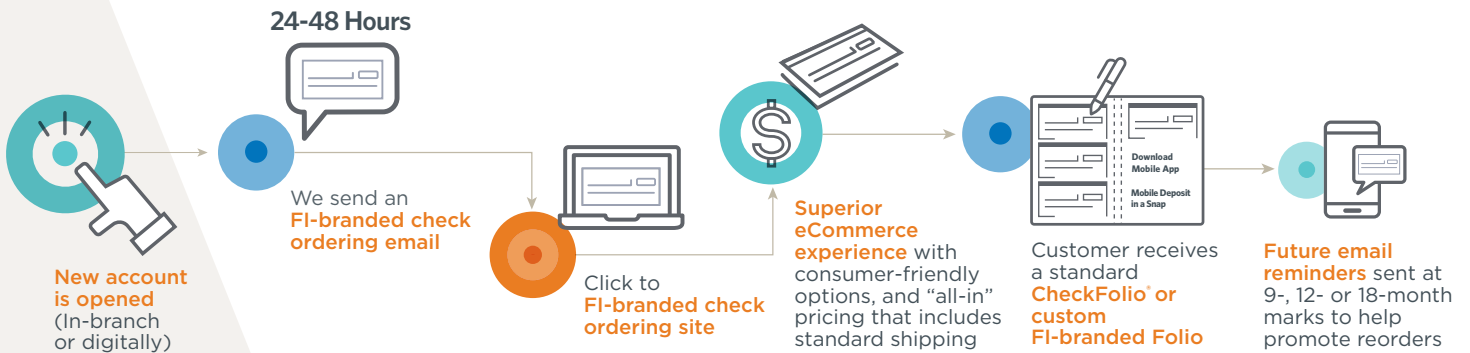 24-48 Hours
New account
is opened
(In-branch
or digitally)
We send an
FI-branded check
ordering email
Click to
FI-branded check
ordering site
Superior
eCommerce
experience with
consumer-friendly
options, and “all-in”
pricing that includes
standard shipping
Download
Mobile App
Mobile Deposit
in a Snap
Customer receives
a standard
CheckFolio® or
custom
FI-branded Folio
Future email
reminders sent at
9-, 12- or 18-month
marks to help
promote reorders